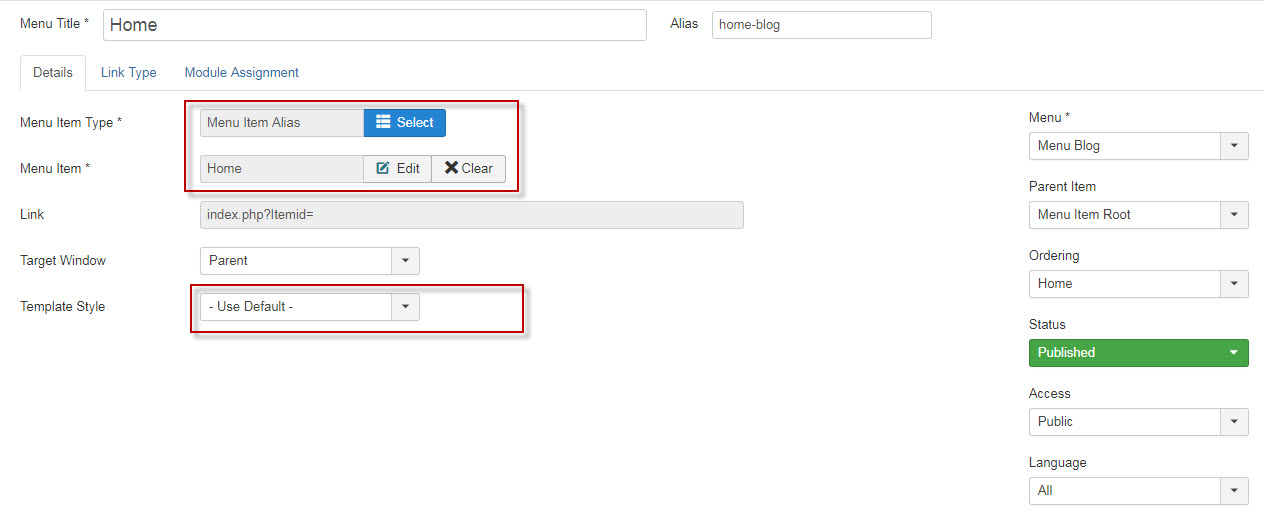 Menu Title * Home Alias home-blog
Details Link Type Module Assignment
Menu Item Type * Menu Item Alias Select
Menu Item * Home Edit Clear
Link index.php?Itemid=
Target Window Parent
Template Style - Use Default -
Menu *
Menu Blog
Parent Item
Menu Item Root
Ordering
Home
Status
Published
Access
Public
Language
All